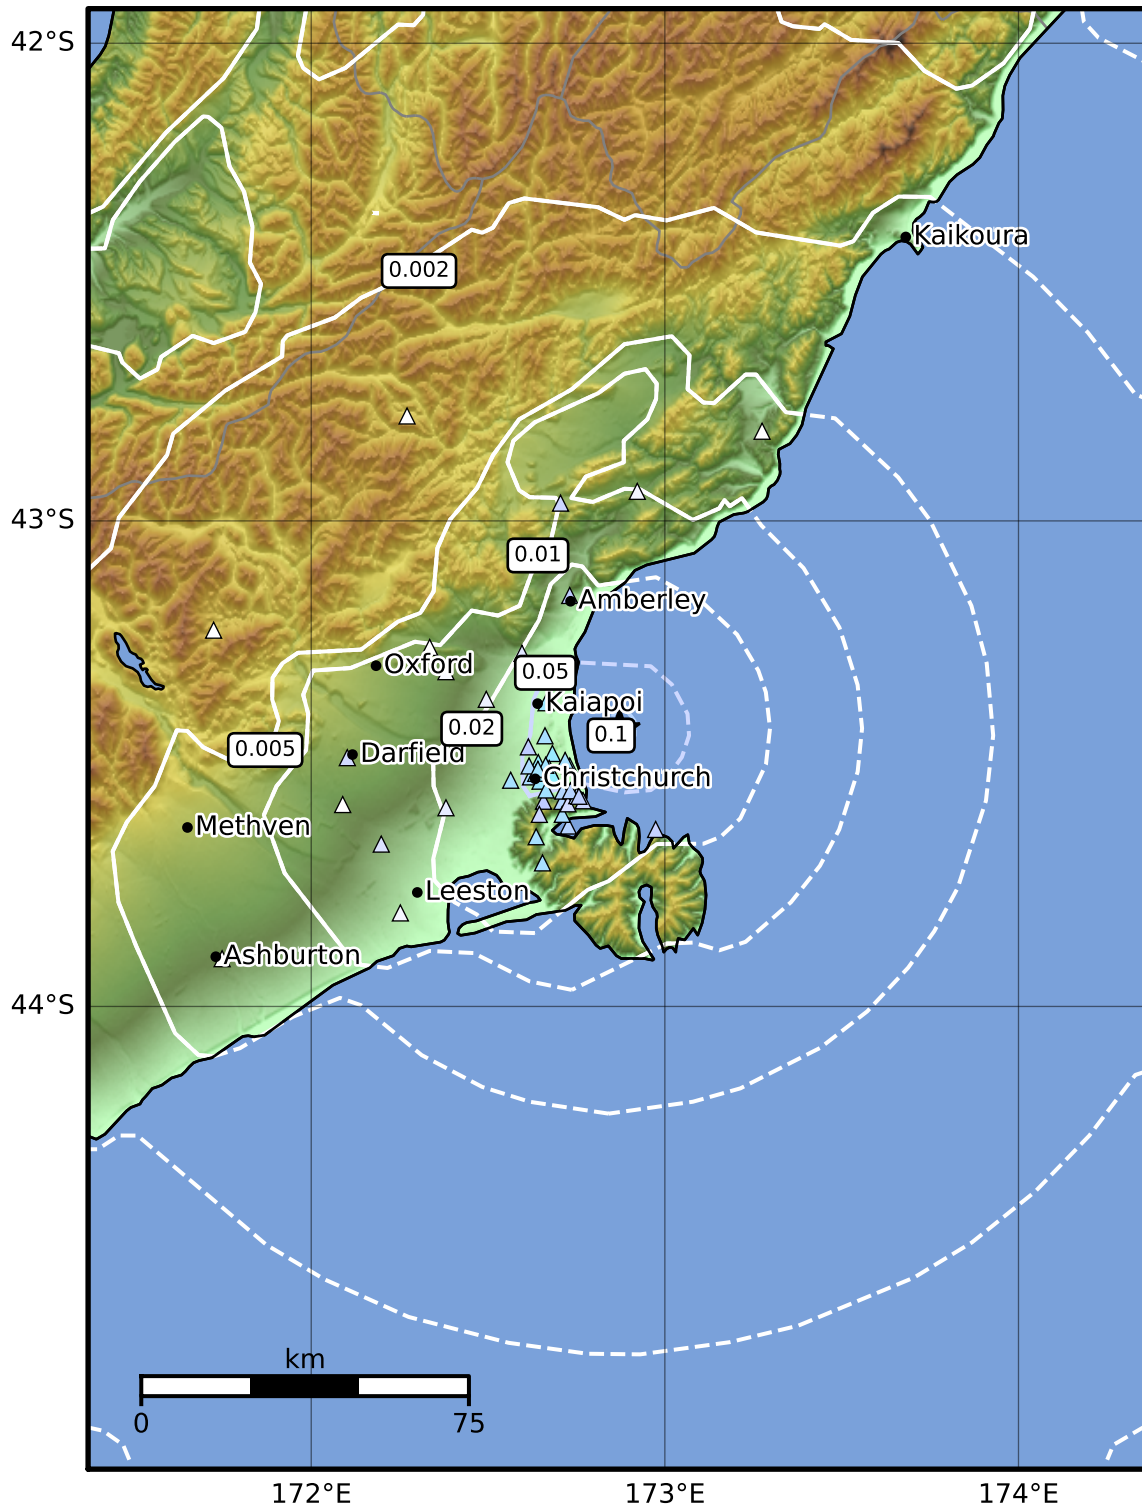 42°S
Kaikoura
0.002
43°S
0.01
Amberley
Oxford
0.05
Kaiapoi
0.02
0.1
0.005
Darfield
Christchurch
Methven
Leeston
Ashburton
44°S
km
0 75
172°E 173°E 174°E